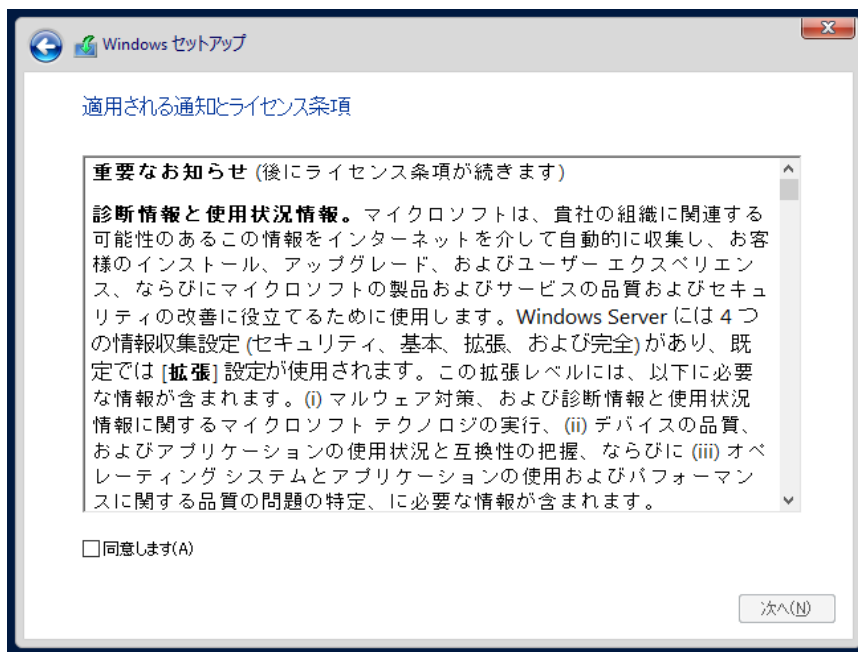 Windows セットアップ
適用される通知とライセンス条項
重要なお知らせ (後にライセンス条項が続きます)
診断情報と使用状況情報。マイクロソフトは、貴社の組織に関連する
可能性のあるこの情報をインターネットを介して自動的に収集し、お客
様のインストール、アップグレード、およびユーザー エクスペリエン
ス、ならびにマイクロソフトの製品およびサービスの品質およびセキュ
リティの改善に役立てるために使用します。Windows Server には 4 つ
の情報収集設定 (セキュリティ、基本、拡張、および完全) があり、既
定では [拡張] 設定が使用されます。この拡張レベルには、以下に必要
な情報が含まれます。(i) マルウェア対策、および診断情報と使用状況
情報に関するマイクロソフト テクノロジの実行、(ii) デバイスの品質、
およびアプリケーションの使用状況と互換性の把握、ならびに (iii) オペ
レーティング システムとアプリケーションの使用およびパフォーマン
スに関する品質の問題の特定、に必要な情報が含まれます。
同意します(A)
次へ(N)